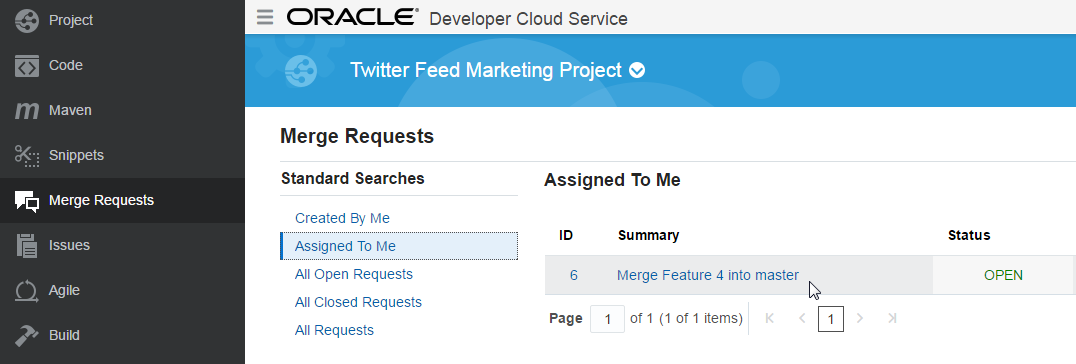 Project
Code
Maven
Snippets
Merge Requests
Issues
Agile
Build
ORACLE® Developer Cloud Service
Twitter Feed Marketing Project
Merge Requests
Standard Searches
Created By Me
Assigned To Me
All Open Requests
All Closed Requests
All Requests
Assigned To Me
ID Summary Status
6 Merge Feature 4 into master OPEN
Page 1 of 1 (1 of 1 items) 1